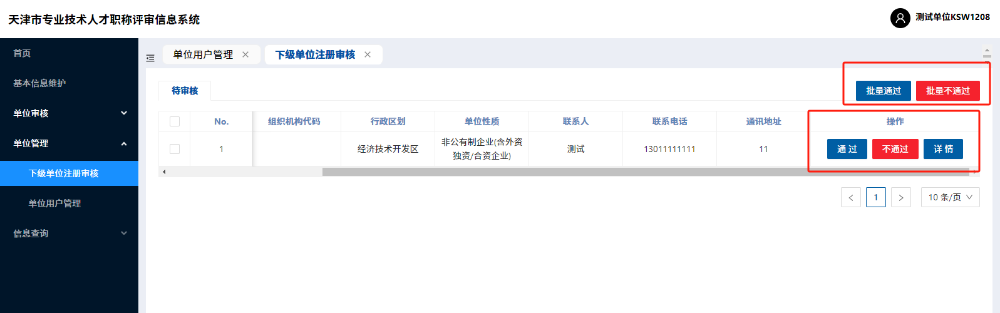 天津市专业技术人才职称评审信息系统
测试单位KSW1208
首页
基本信息维护
单位审核
单位管理
下级单位注册审核
单位用户管理
信息查询
单位用户管理
下级单位注册审核
待审核
批量通过 批量不通过
No. 组织机构代码 行政区划 单位性质 联系人 联系电话 通讯地址 操作
1 经济技术开发区 非公有制企业(含外资 测试 13011111111 11 通 过 不通过 详 情
独资/合资企业)
< 1 > 10 条/页